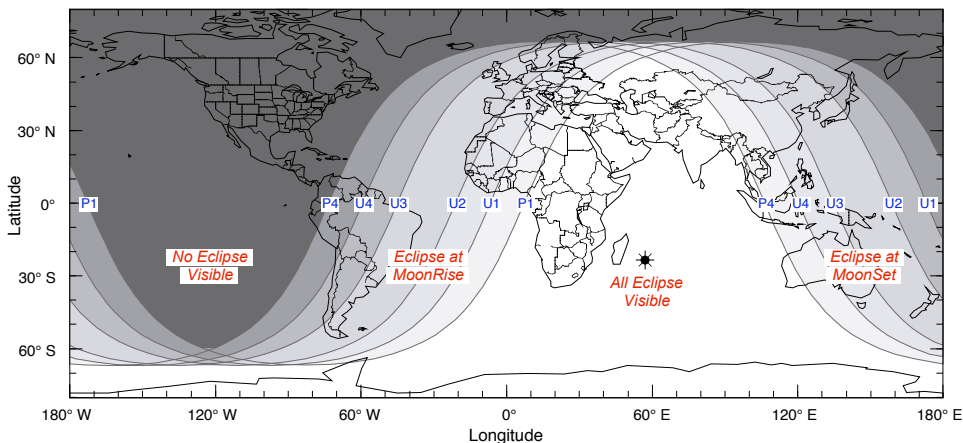 60° N
30° N
0°
30° S
60° S
Latitude
P1
P4
U4
U3
U2
U1
P1
P4
U4
U3
U2
U1
No Eclipse
Visible
Eclipse at
MoonRise
All Eclipse
Visible
Eclipse at
MoonSet
180° W
120° W
60° W
0°
60° E
120° E
180° E
Longitude